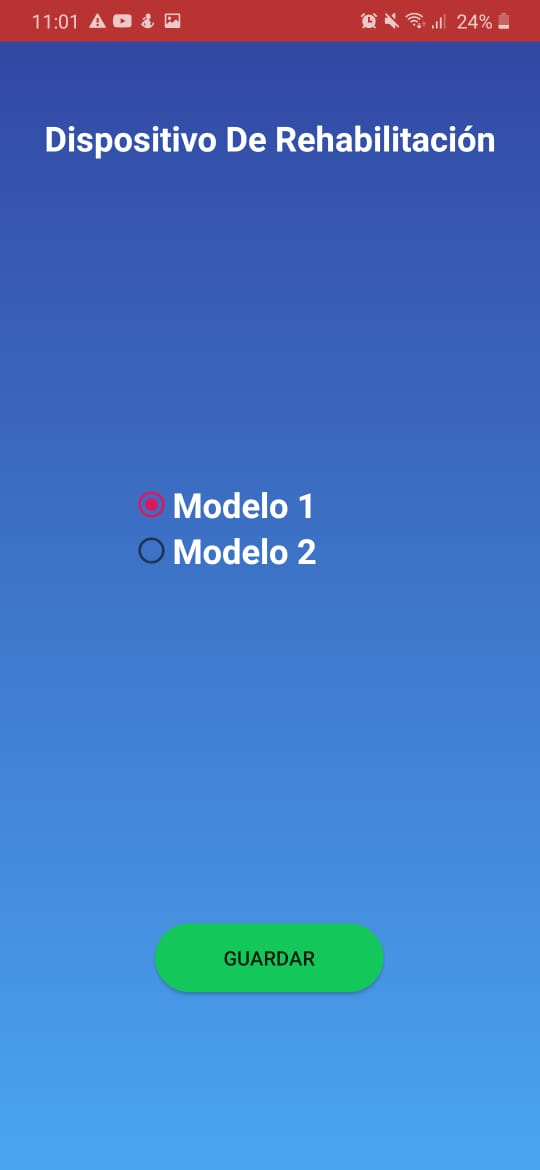 11:01 24%
Dispositivo De Rehabilitación
Modelo 1
Modelo 2
GUARDAR